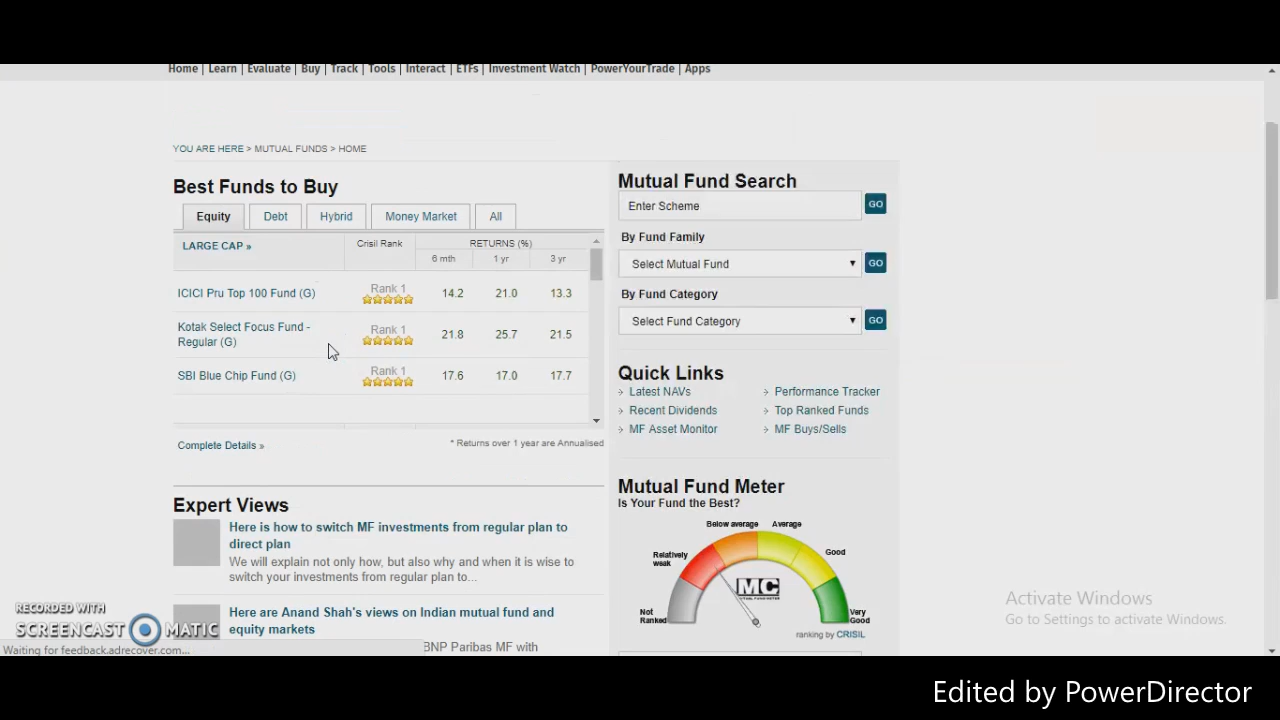 Home | Learn | Evaluate | Buy | Track | Tools | Interact | ETFs | Investment Watch | PowerYourTrade | Apps
YOU ARE HERE > MUTUAL FUNDS > HOME
Best Funds to Buy
Equity Debt Hybrid Money Market All
LARGE CAP » Crisil Rank RETURNS (%)
6 mth 1 yr 3 yr
ICICI Pru Top 100 Fund (G) Rank 1 14.2 21.0 13.3
Kotak Select Focus Fund -
Regular (G) Rank 1 21.8 25.7 21.5
SBI Blue Chip Fund (G) Rank 1 17.6 17.0 17.7
Complete Details » * Returns over 1 year are Annualised
Expert Views
Here is how to switch MF investments from regular plan to
direct plan
We will explain not only how, but also why and when it is wise to
switch your investments from regular plan to...
Here are Anand Shah's views on Indian mutual fund and
equity markets
BNP Paribas MF with
Mutual Fund Search
Enter Scheme GO
By Fund Family
Select Mutual Fund GO
By Fund Category
Select Fund Category GO
Quick Links
Latest NAVs Performance Tracker
Recent Dividends Top Ranked Funds
MF Asset Monitor MF Buys/Sells
Mutual Fund Meter
Is Your Fund the Best?
Below average Average
Relatively
weak Good
MC
Not
Ranked Very
Good
ranking by CRISIL
Activate Windows
Go to Settings to activate Windows.
RECORDED WITH
SCREENCAST MATIC
Waiting for feedback.adrecover.com...
Edited by PowerDirector